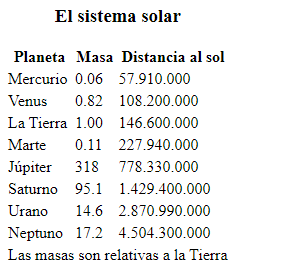 El sistema solar
Planeta Masa Distancia al sol
Mercurio 0.06 57.910.000
Venus 0.82 108.200.000
La Tierra 1.00 146.600.000
Marte 0.11 227.940.000
Júpiter 318 778.330.000
Saturno 95.1 1.429.400.000
Urano 14.6 2.870.990.000
Neptuno 17.2 4.504.300.000
Las masas son relativas a la Tierra